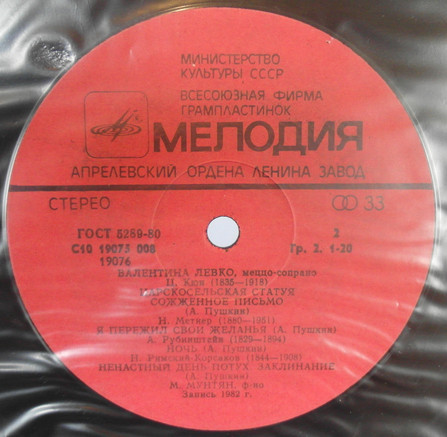 МИНИСТЕРСТВО
КУЛЬТУРЫ СССР
ВСЕСОЮЗНАЯ ФИРМА
ГРАМПЛАСТИНОК
МЕЛОДИЯ
АПРЕЛЕВСКИЙ ОРДЕНА ЛЕНИНА ЗАВОД
СТЕРЕО 33
ГОСТ 5289-80 2
С10 19075 008 Гр. 2. 1-20
19076
ВАЛЕНТИНА ЛЕВКО, меццо-сопрано
Ц. Кюи (1835—1918)
ЦАРСКОСЕЛЬСКАЯ СТАТУЯ
СОЖЖЕННОЕ ПИСЬМО
(А. Пушкин)
Н. Метнер (1880—1951)
Я ПЕРЕЖИЛ СВОИ ЖЕЛАНЬЯ (А. Пушкин)
А. Рубинштейн (1829—1894)
НОЧЬ (А. Пушкин)
Н. Римский-Корсаков (1844—1908)
НЕНАСТНЫЙ ДЕНЬ ПОТУХ ЗАКЛИНАНИЕ
(А. Пушкин)
М. МУНТЯН, ф-но
Запись 1982 г.